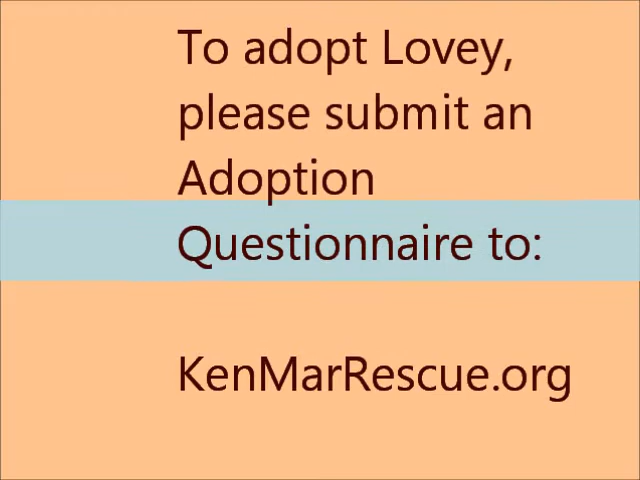 To adopt Lovey,
please submit an
Adoption
Questionnaire to:
KenMarRescue.org